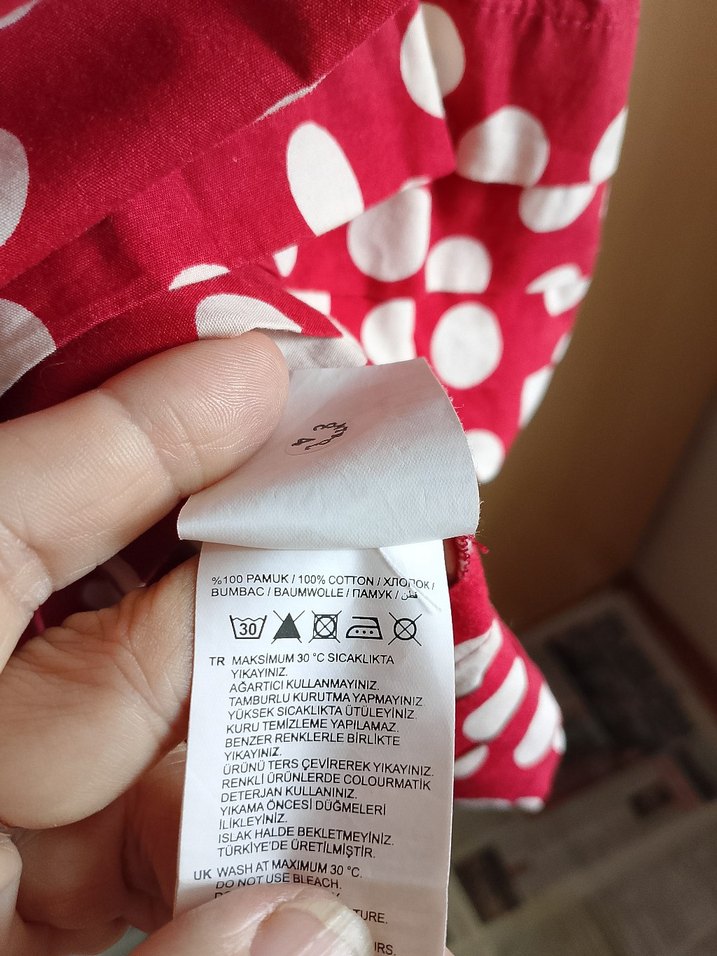 %100 PAMUK / 100% COTTON / ХЛОПОК /
BUMBAC / BAUMWOLLE / ПАМУК / قطن
30
TR MAKSİMUM 30 °C SICAKLIKTA
YIKAYINIZ.
AĞARTICI KULLANMAYINIZ.
TAMBURLU KURUTMA YAPMAYINIZ.
YÜKSEK SICAKLIKTA ÜTÜLEYİNİZ.
KURU TEMİZLEME YAPILAMAZ.
BENZER RENKLERLE BİRLİKTE
YIKAYINIZ.
ÜRÜNÜ TERS ÇEVİREREK YIKAYINIZ.
RENKLİ ÜRÜNLERDE COLOURMATİK
DETERJAN KULLANINIZ.
YIKAMA ÖNCESİ DÜĞMELERİ
İLİKLEYİNİZ.
ISLAK HALDE BEKLETMEYİNİZ.
TÜRKİYE'DE ÜRETİLMİŞTİR.
UK WASH AT MAXIMUM 30 °C.
DO NOT USE BLEACH.